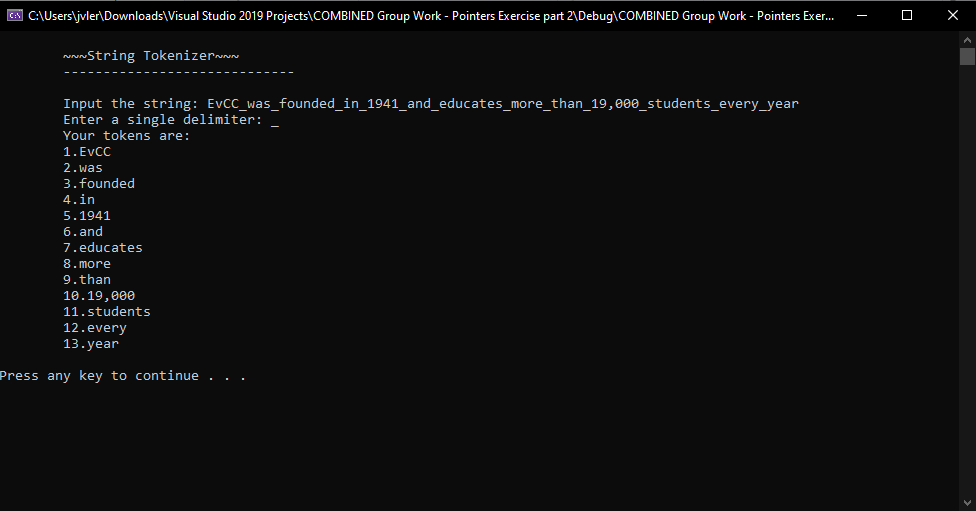 C:\Users\jvler\Downloads\Visual Studio 2019 Projects\COMBINED Group Work - Pointers Exercise part 2\Debug\COMBINED Group Work - Pointers Exer...
~~~String Tokenizer~~~
-----------------------------
Input the string: EvCC_was_founded_in_1941_and_educates_more_than_19,000_students_every_year
Enter a single delimiter: _
Your tokens are:
1.EvCC
2.was
3.founded
4.in
5.1941
6.and
7.educates
8.more
9.than
10.19,000
11.students
12.every
13.year
Press any key to continue . . .